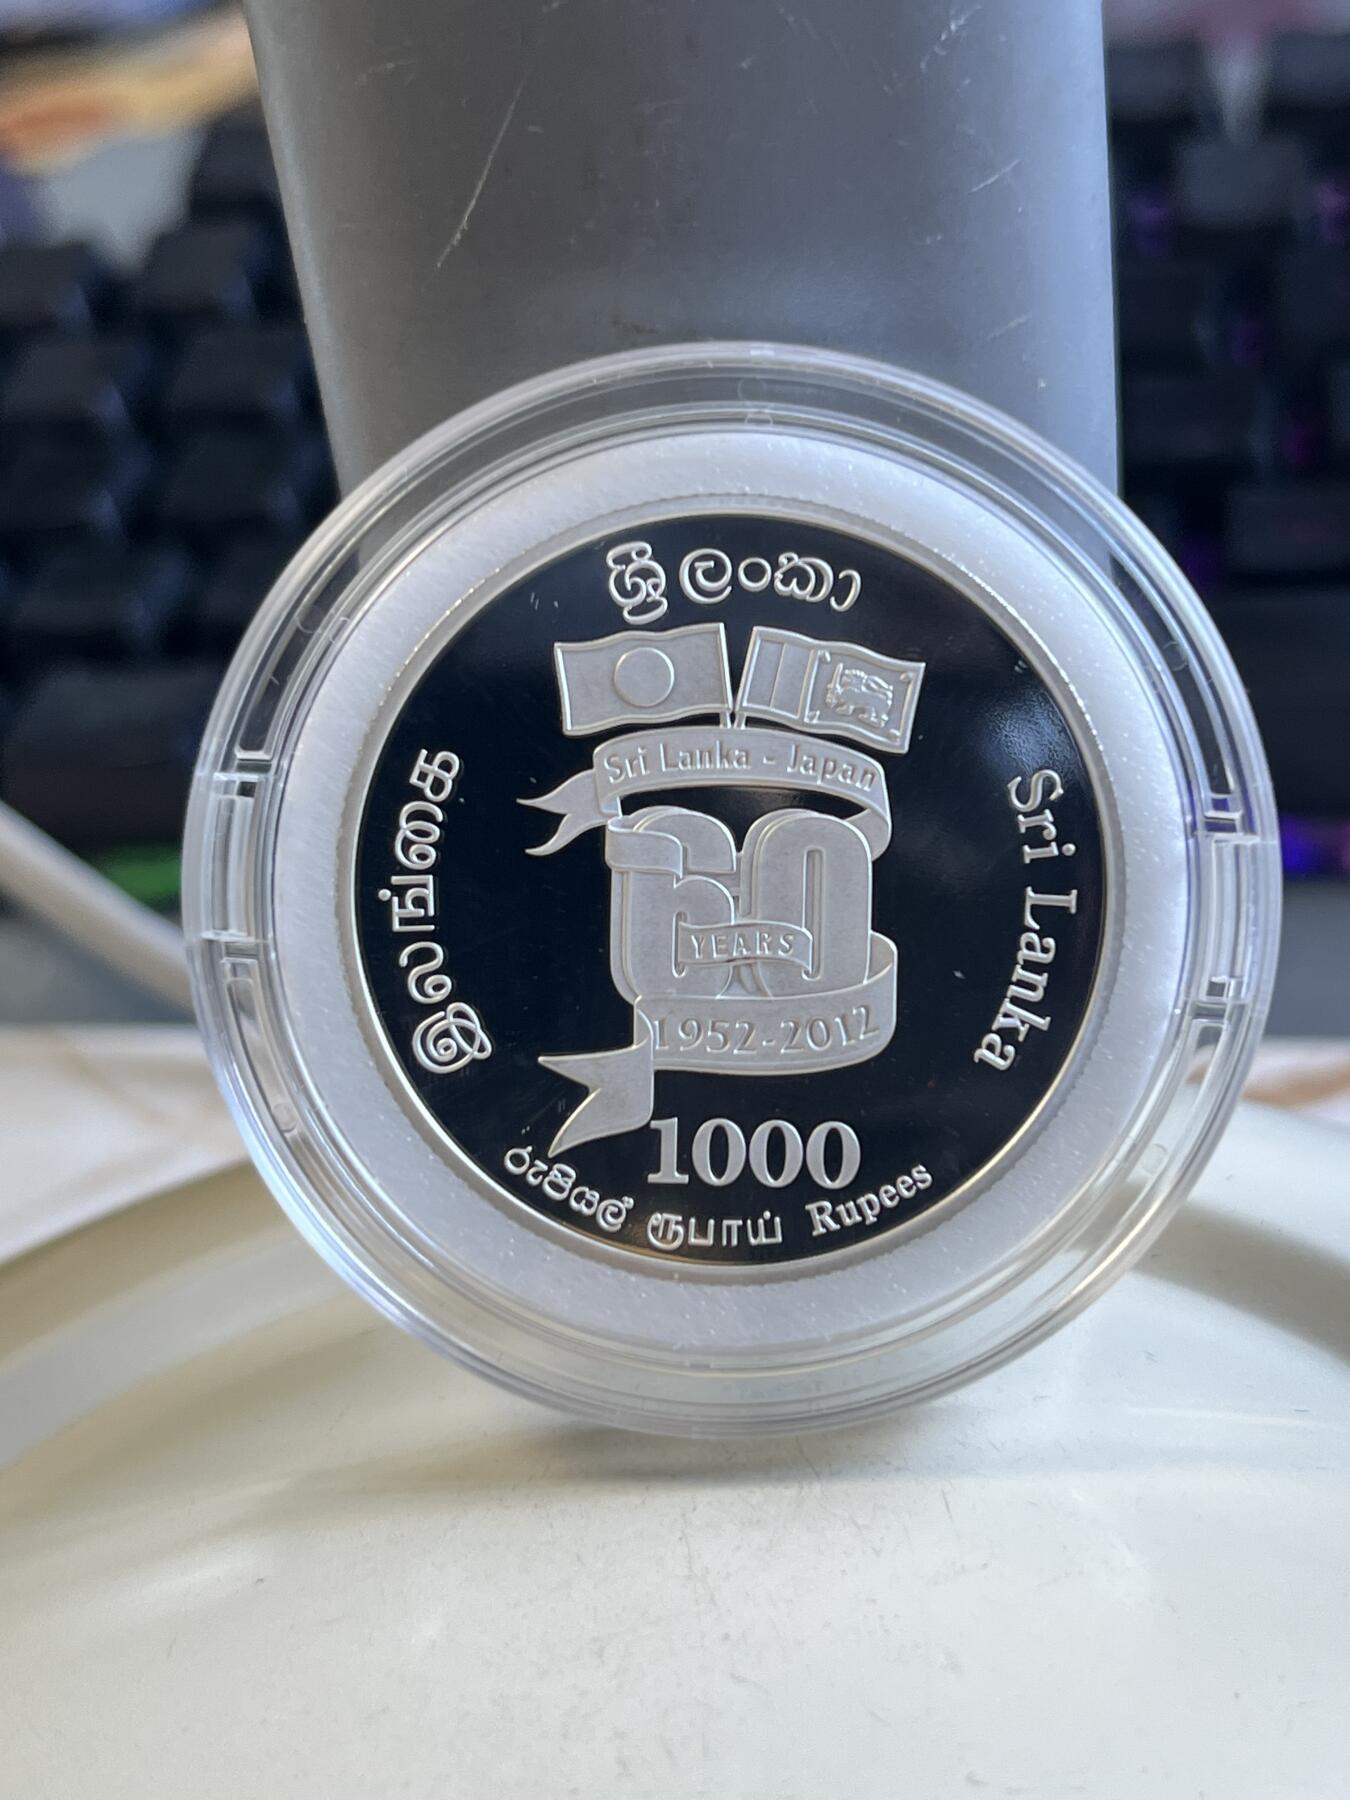 ශ්‍රී ලංකා
Sri Lanka - Japan
60
YEARS
1952-2012
இலங்கை
Sri Lanka
1000
රුපියල් ரூபாய் Rupees